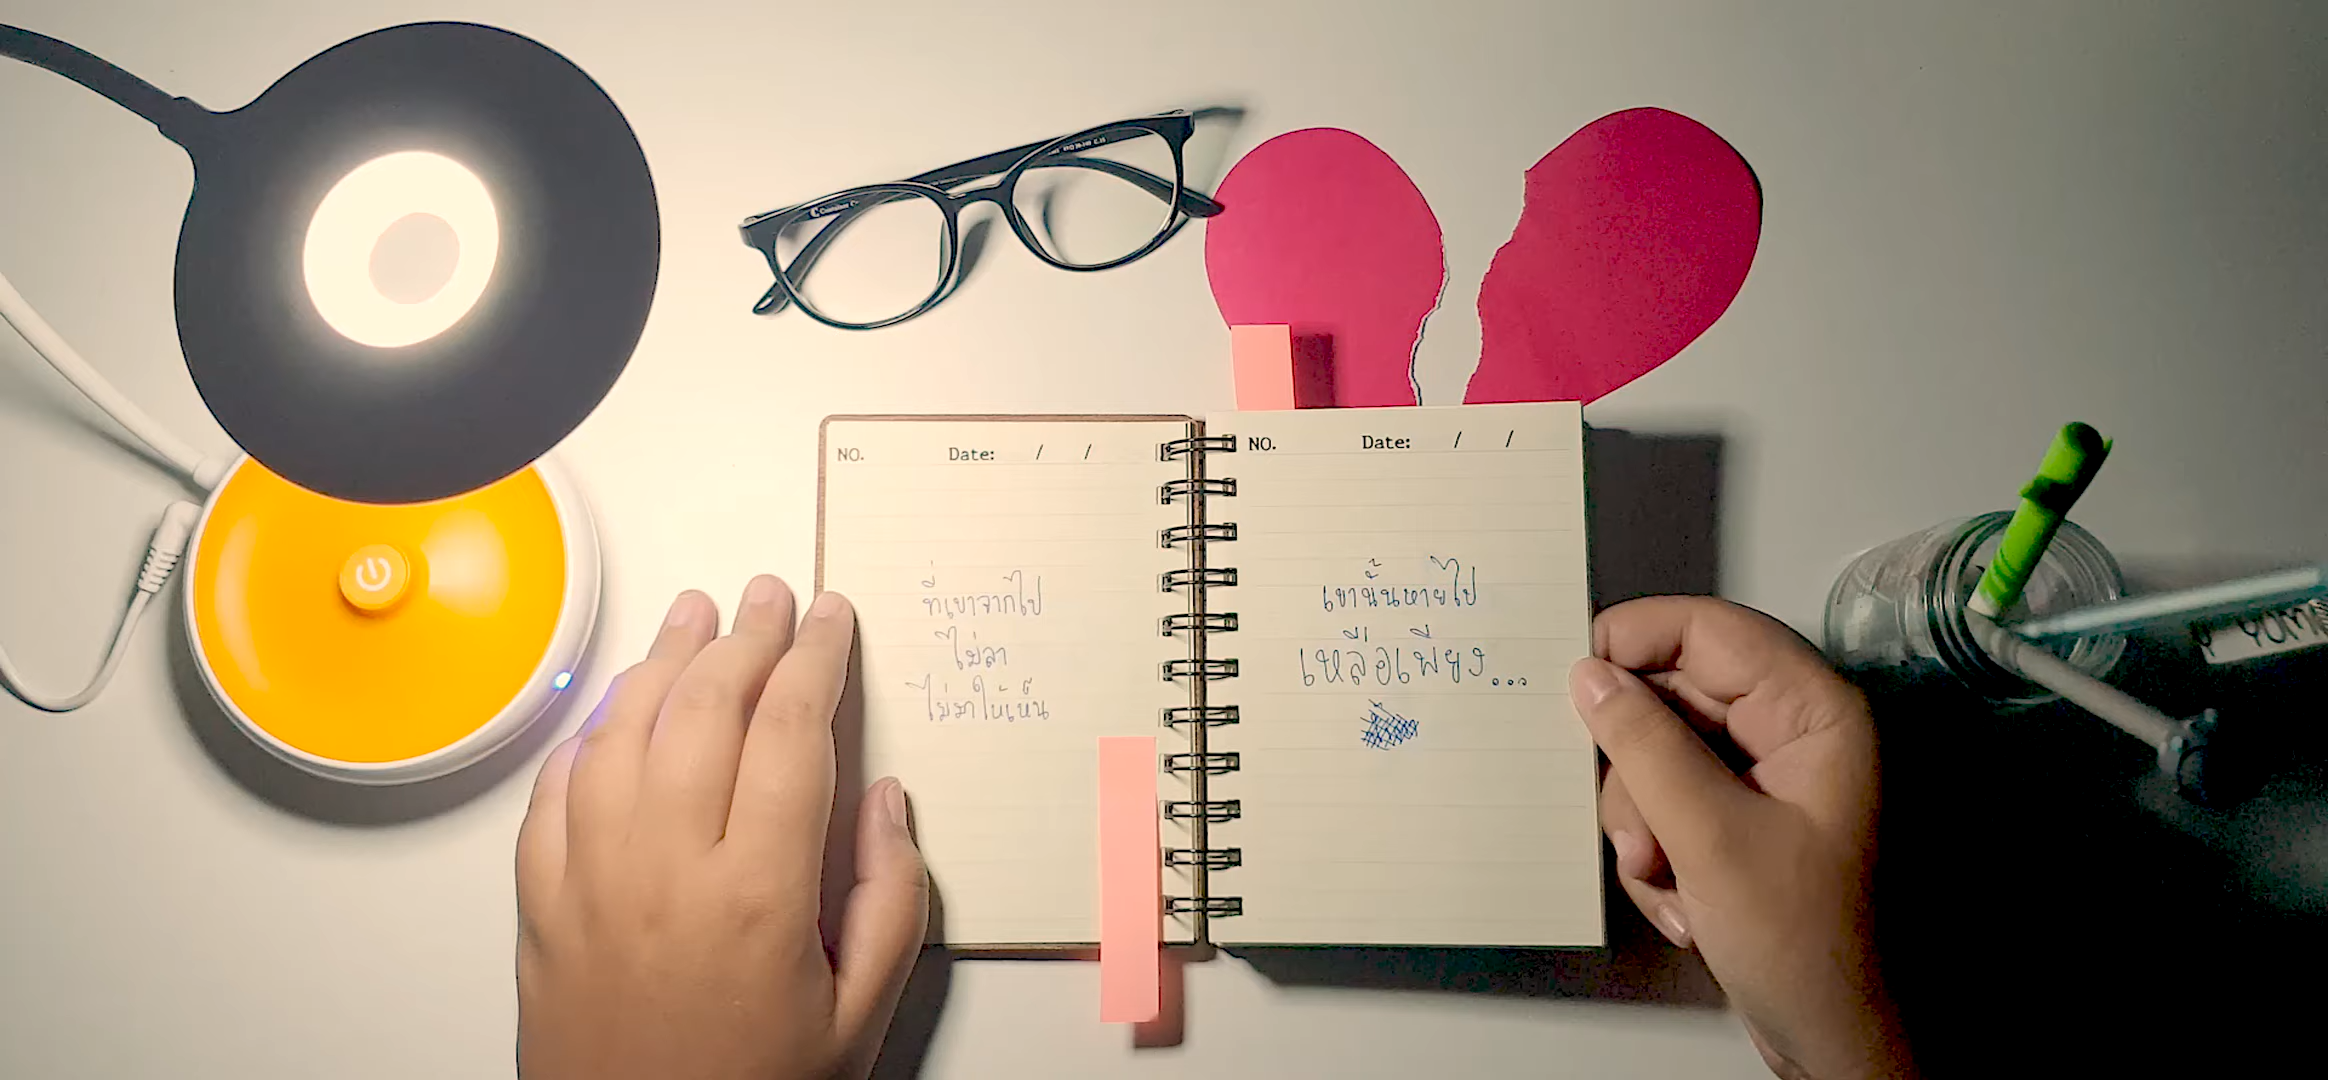 NO. Date: / /
ที่เขาจากไป
ไม่ลา
ไม่มาให้เห็น
NO. Date: / /
เขานั้นหายไป
เหลือเพียง...